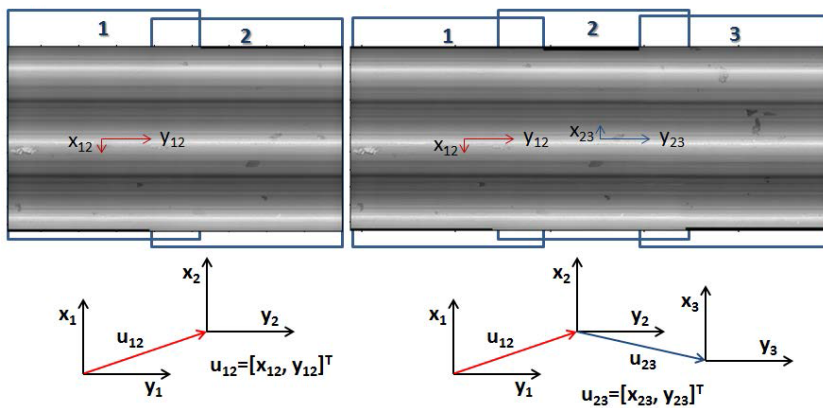 1
2
x12
y12
1
2
3
x12
y12
x23
y23
x1
x2
u12
y1
y2
u12=[x12, y12]T
x1
x2
x3
u12
y1
y2
u23
y3
u23=[x23, y23]T